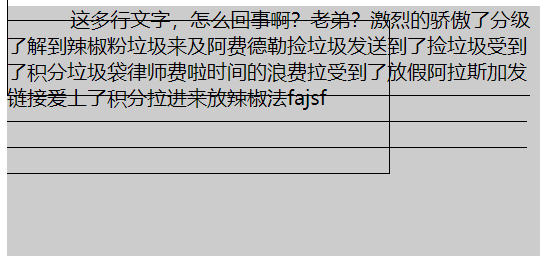 这多行文字，怎么回事啊？老弟？激烈的骄傲了分级
了解到辣椒粉垃圾来及阿费德勒捡垃圾发送到了捡垃圾受到
了积分垃圾袋律师费啦时间的浪费拉受到了放假阿拉斯加发
链接爱上了积分拉进来放辣椒法fajsf